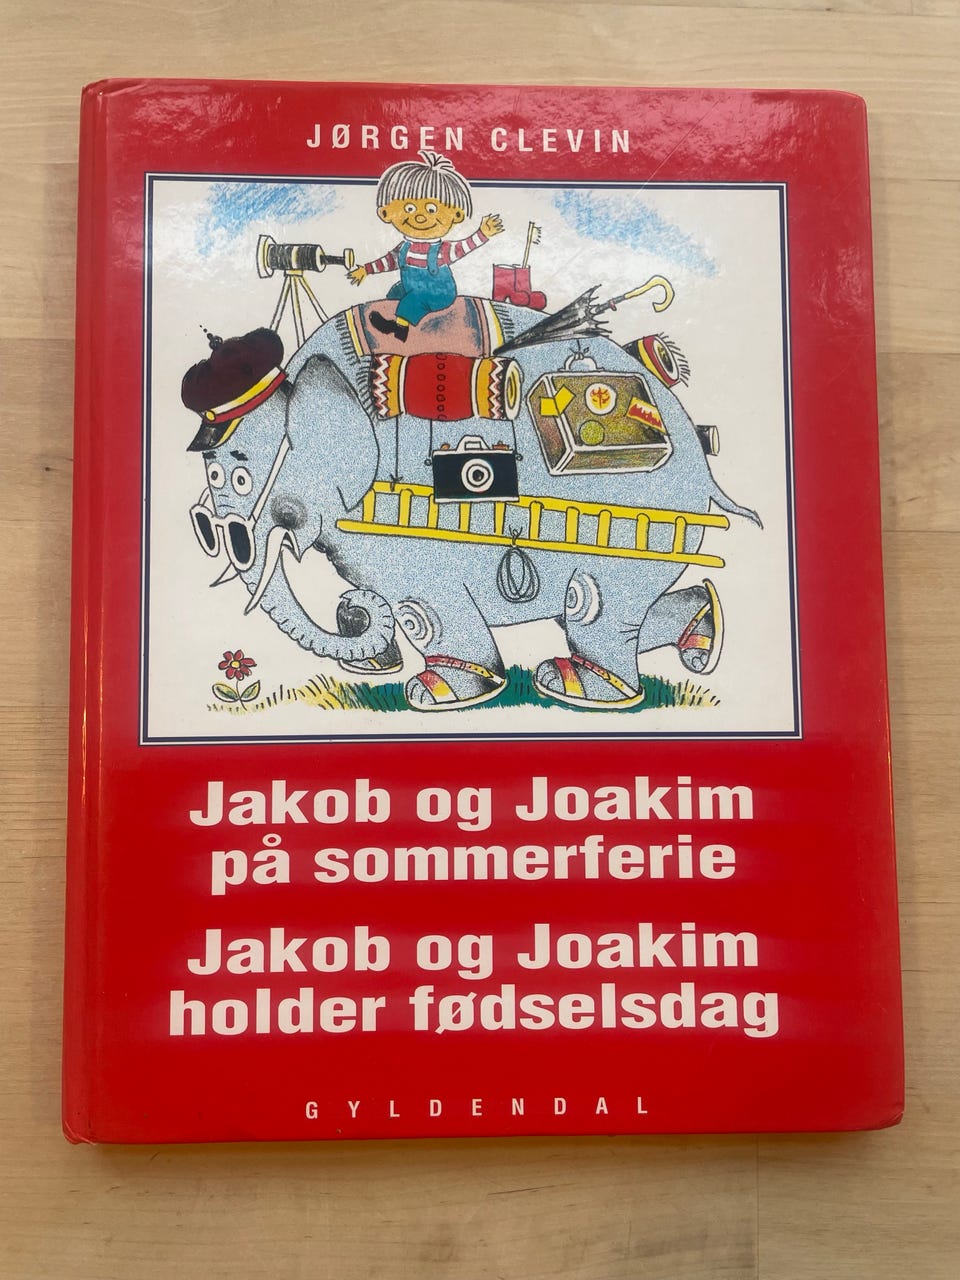 JØRGEN CLEVIN
Jakob og Joakim
på sommerferie
Jakob og Joakim
holder fødselsdag
GYLDENDAL